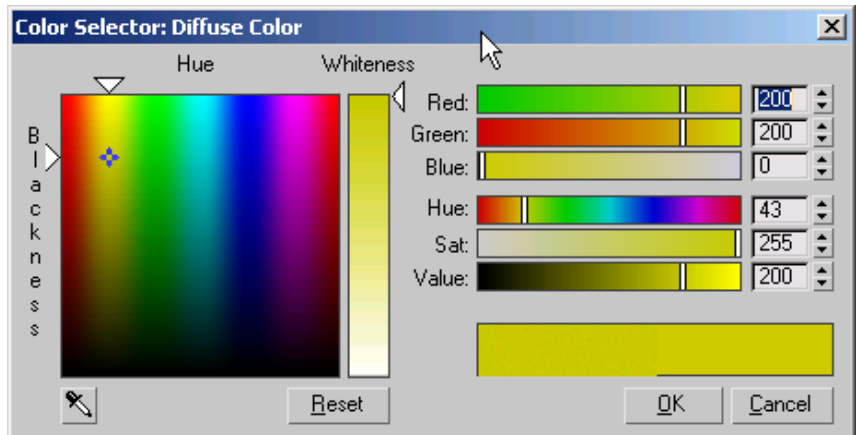 Color Selector: Diffuse Color
Hue
Whiteness
Blackness
Red: 200
Green: 200
Blue: 0
Hue: 43
Sat: 255
Value: 200
Reset
OK
Cancel